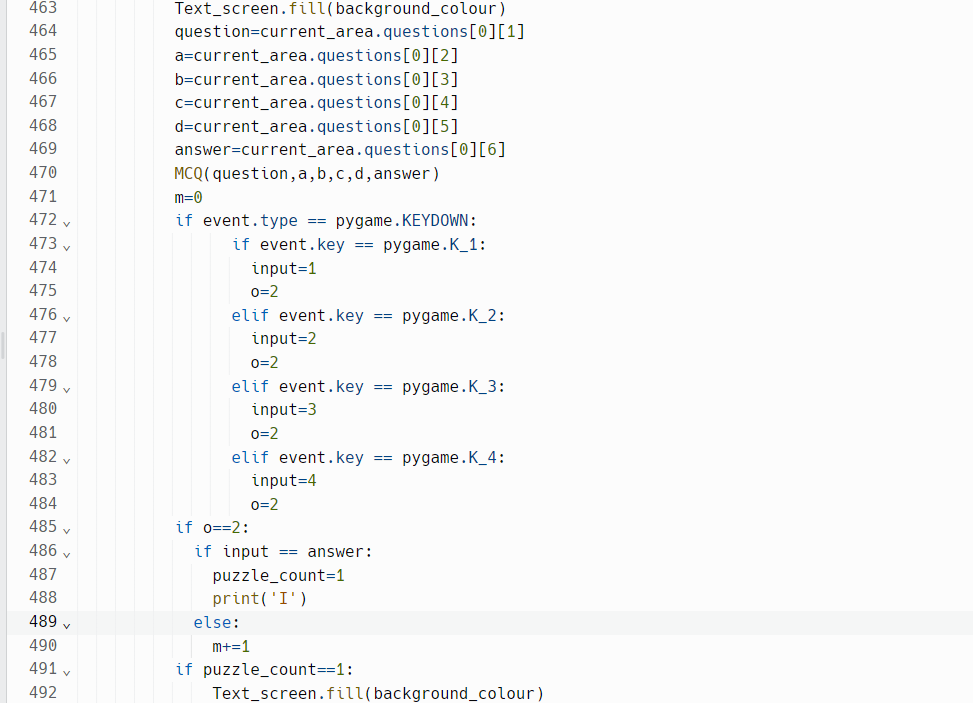 463 Text_screen.fill(background_colour)
464 question=current_area.questions[0][1]
465 a=current_area.questions[0][2]
466 b=current_area.questions[0][3]
467 c=current_area.questions[0][4]
468 d=current_area.questions[0][5]
469 answer=current_area.questions[0][6]
470 MCQ(question,a,b,c,d,answer)
471 m=0
472 if event.type == pygame.KEYDOWN:
473 if event.key == pygame.K_1:
474 input=1
475 o=2
476 elif event.key == pygame.K_2:
477 input=2
478 o=2
479 elif event.key == pygame.K_3:
480 input=3
481 o=2
482 elif event.key == pygame.K_4:
483 input=4
484 o=2
485 if o==2:
486 if input == answer:
487 puzzle_count=1
488 print('I')
489 else:
490 m+=1
491 if puzzle_count==1:
492 Text_screen.fill(background_colour)